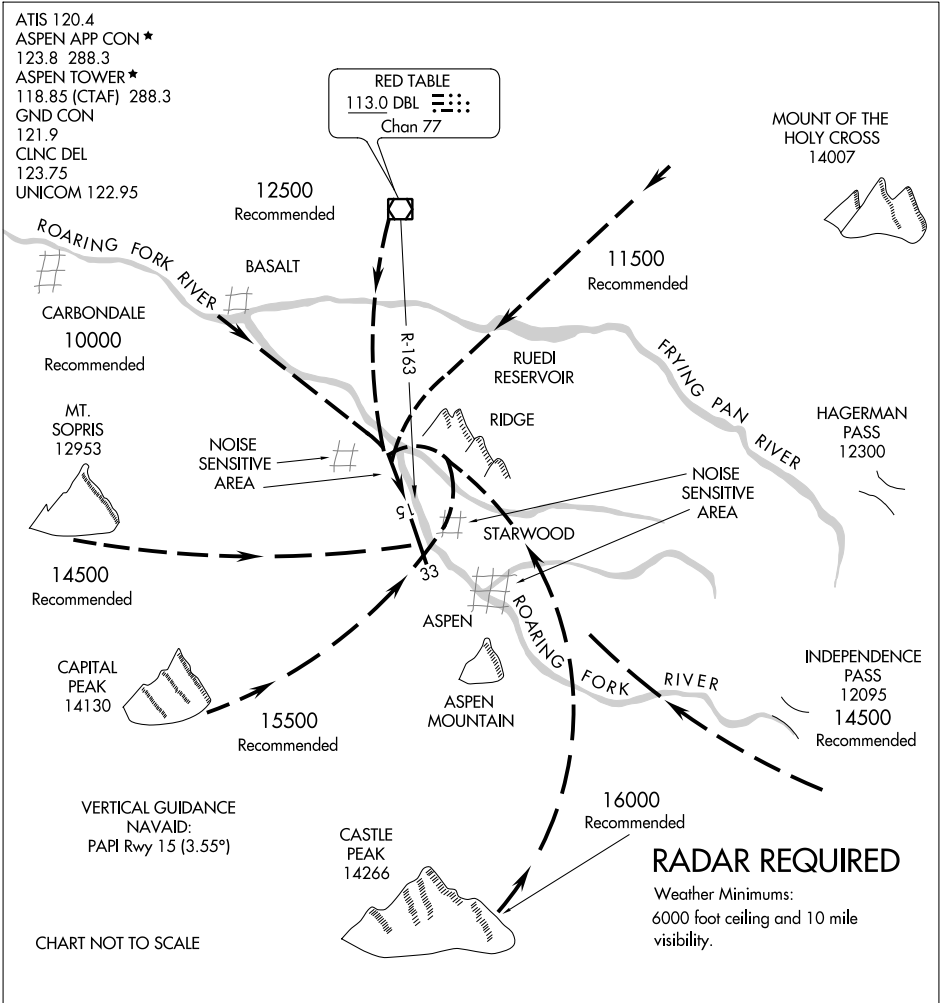 ATIS 120.4
ASPEN APP CON ★
123.8 288.3
ASPEN TOWER ★
118.85 (CTAF) 288.3
GND CON
121.9
CLNC DEL
123.75
UNICOM 122.95
RED TABLE
113.0 DBL
Chan 77
MOUNT OF THE
HOLY CROSS
14007
12500
Recommended
11500
Recommended
ROARING FORK RIVER
BASALT
CARBONDALE
10000
Recommended
R-163
RUEDI
RESERVOIR
FRYING PAN RIVER
RIDGE
MT.
SOPRIS
12953
HAGERMAN
PASS
12300
NOISE
SENSITIVE
AREA
NOISE
SENSITIVE
AREA
15
STARWOOD
33
14500
Recommended
ASPEN
ROARING FORK RIVER
CAPITAL
PEAK
14130
15500
Recommended
ASPEN
MOUNTAIN
INDEPENDENCE
PASS
12095
14500
Recommended
VERTICAL GUIDANCE
NAVAID:
PAPI Rwy 15 (3.55°)
16000
Recommended
CASTLE
PEAK
14266
RADAR REQUIRED
Weather Minimums:
6000 foot ceiling and 10 mile
visibility.
CHART NOT TO SCALE